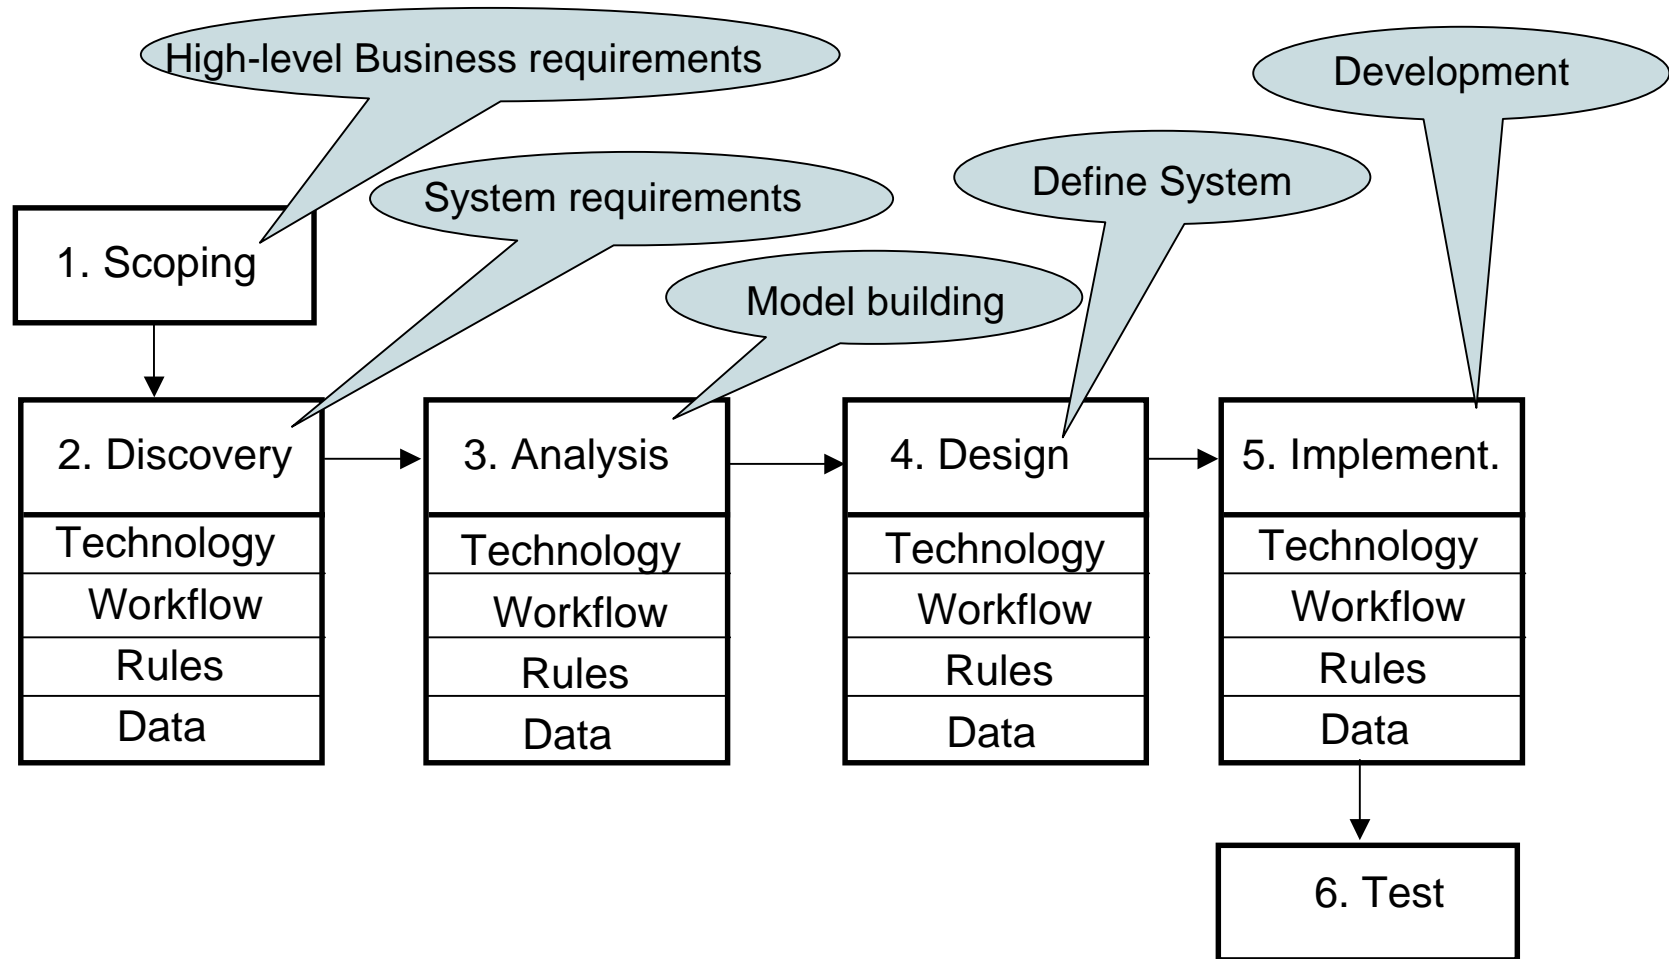 High-level Business requirements
Development
System requirements
Define System
1. Scoping
Model building
2. Discovery
Technology
Workflow
Rules
Data
3. Analysis
Technology
Workflow
Rules
Data
4. Design
Technology
Workflow
Rules
Data
5. Implement.
Technology
Workflow
Rules
Data
6. Test